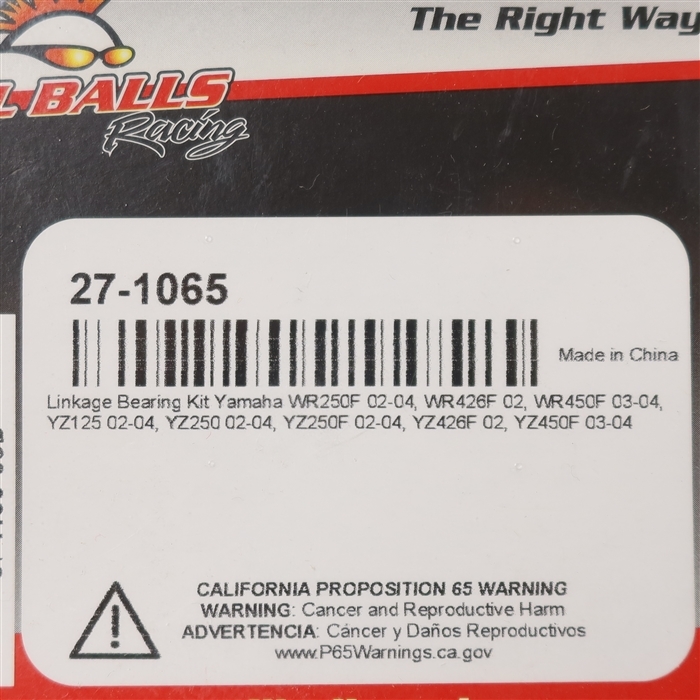 The Right Way
L BALLS
Racing
27-1065
Made in China
Linkage Bearing Kit Yamaha WR250F 02-04, WR426F 02, WR450F 03-04,
YZ125 02-04, YZ250 02-04, YZ250F 02-04, YZ426F 02, YZ450F 03-04
CALIFORNIA PROPOSITION 65 WARNING
WARNING: Cancer and Reproductive Harm
ADVERTENCIA: Cáncer y Daños Reproductivos
www.P65Warnings.ca.gov